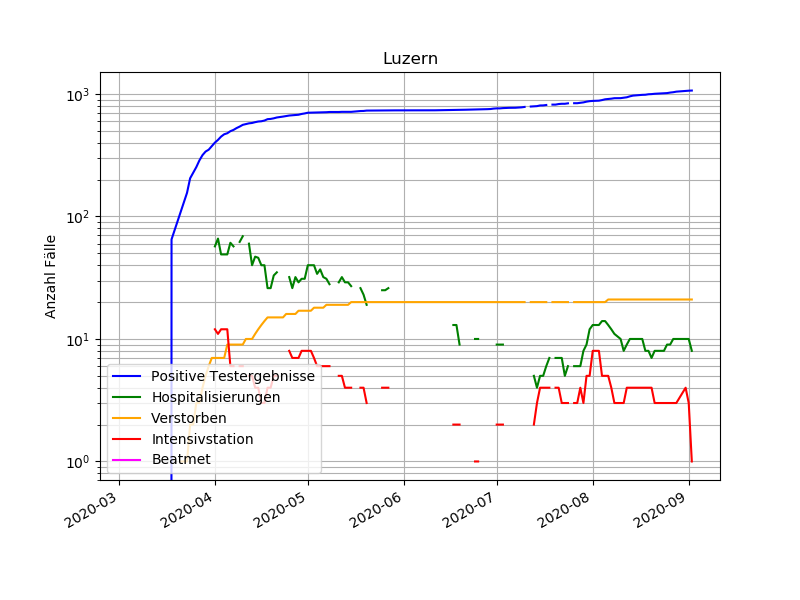 Luzern
Anzahl Fälle
10³
10²
10¹
10⁰
Positive Testergebnisse
Hospitalisierungen
Verstorben
Intensivstation
Beatmet
2020-03
2020-04
2020-05
2020-06
2020-07
2020-08
2020-09